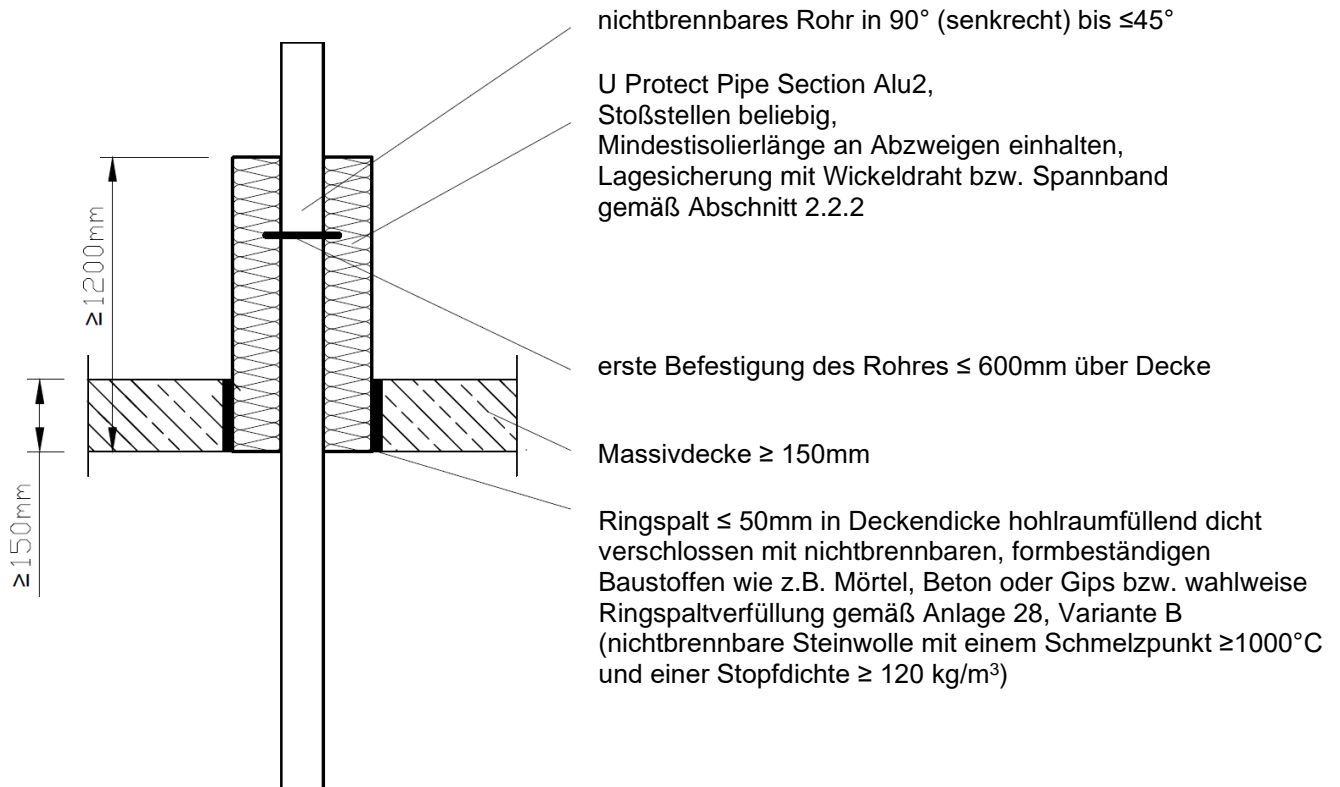 nichtbrennbares Rohr in 90° (senkrecht) bis ≤45°
U Protect Pipe Section Alu2,
Stoßstellen beliebig,
Mindestisolierlänge an Abzweigen einhalten,
Lagesicherung mit Wickeldraht bzw. Spannband
gemäß Abschnitt 2.2.2
≥1200mm
erste Befestigung des Rohres ≤ 600mm über Decke
Massivdecke ≥ 150mm
≥150mm
Ringspalt ≤ 50mm in Deckendicke hohlraumfüllend dicht
verschlossen mit nichtbrennbaren, formbeständigen
Baustoffen wie z.B. Mörtel, Beton oder Gips bzw. wahlweise
Ringspaltverfüllung gemäß Anlage 28, Variante B
(nichtbrennbare Steinwolle mit einem Schmelzpunkt ≥1000°C
und einer Stopfdichte ≥ 120 kg/m³)